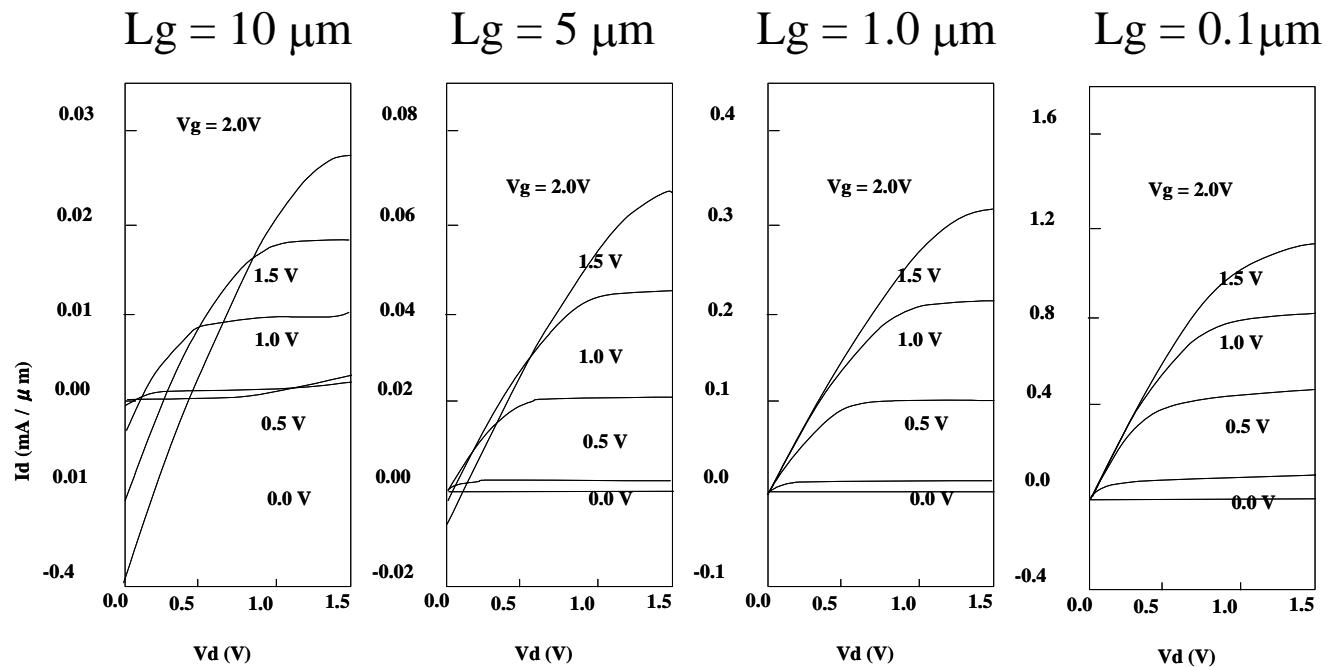 Lg = 10 μm
Lg = 5 μm
Lg = 1.0 μm
Lg = 0.1μm
Id (mA / μ m)
0.03
0.02
0.01
0.00
0.01
-0.4
Vg = 2.0V
1.5 V
1.0 V
0.5 V
0.0 V
0.0
0.5
1.0
1.5
Vd (V)
0.08
0.06
0.04
0.02
0.00
-0.02
Vg = 2.0V
1.5 V
1.0 V
0.5 V
0.0 V
0.0
0.5
1.0
1.5
Vd (V)
0.4
0.3
0.2
0.1
0.0
-0.1
Vg = 2.0V
1.5 V
1.0 V
0.5 V
0.0 V
0.0
0.5
1.0
1.5
Vd (V)
1.6
1.2
0.8
0.4
0.0
-0.4
Vg = 2.0V
1.5 V
1.0 V
0.5 V
0.0 V
0.0
0.5
1.0
1.5
Vd (V)